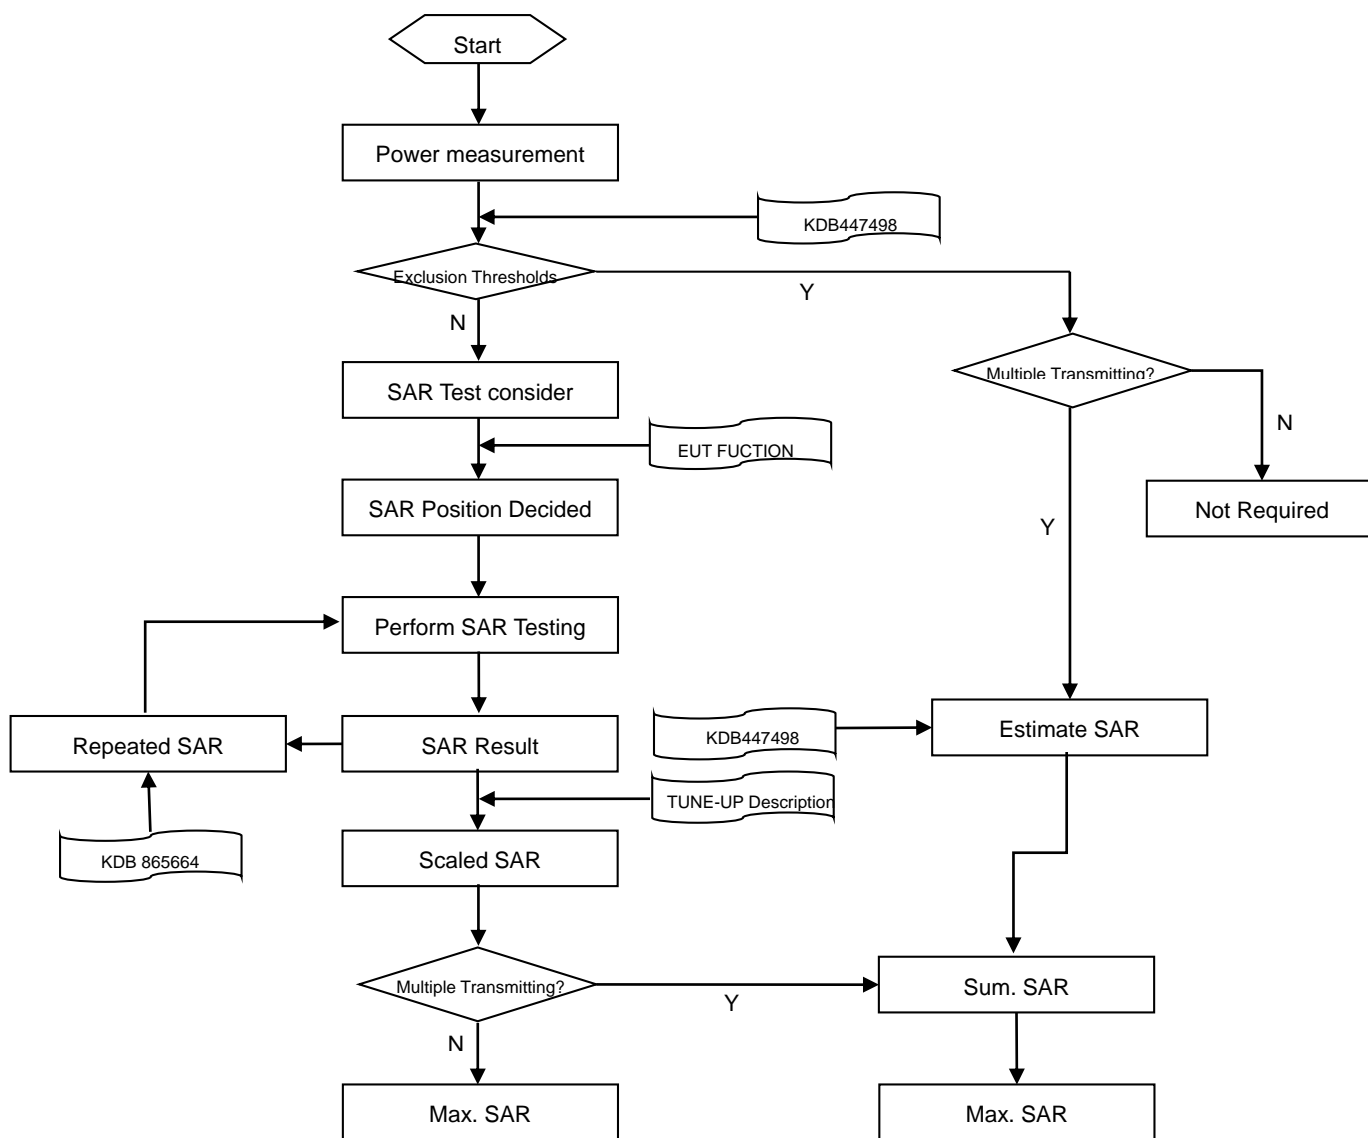 Start
Power measurement
KDB447498
Exclusion Thresholds
Y
N
Multiple Transmitting?
SAR Test consider
N
EUT FUCTION
SAR Position Decided
Not Required
Y
Perform SAR Testing
KDB447498
Estimate SAR
Repeated SAR
SAR Result
TUNE-UP Description
KDB 865664
Scaled SAR
Multiple Transmitting?
Y
Sum. SAR
N
Max. SAR
Max. SAR